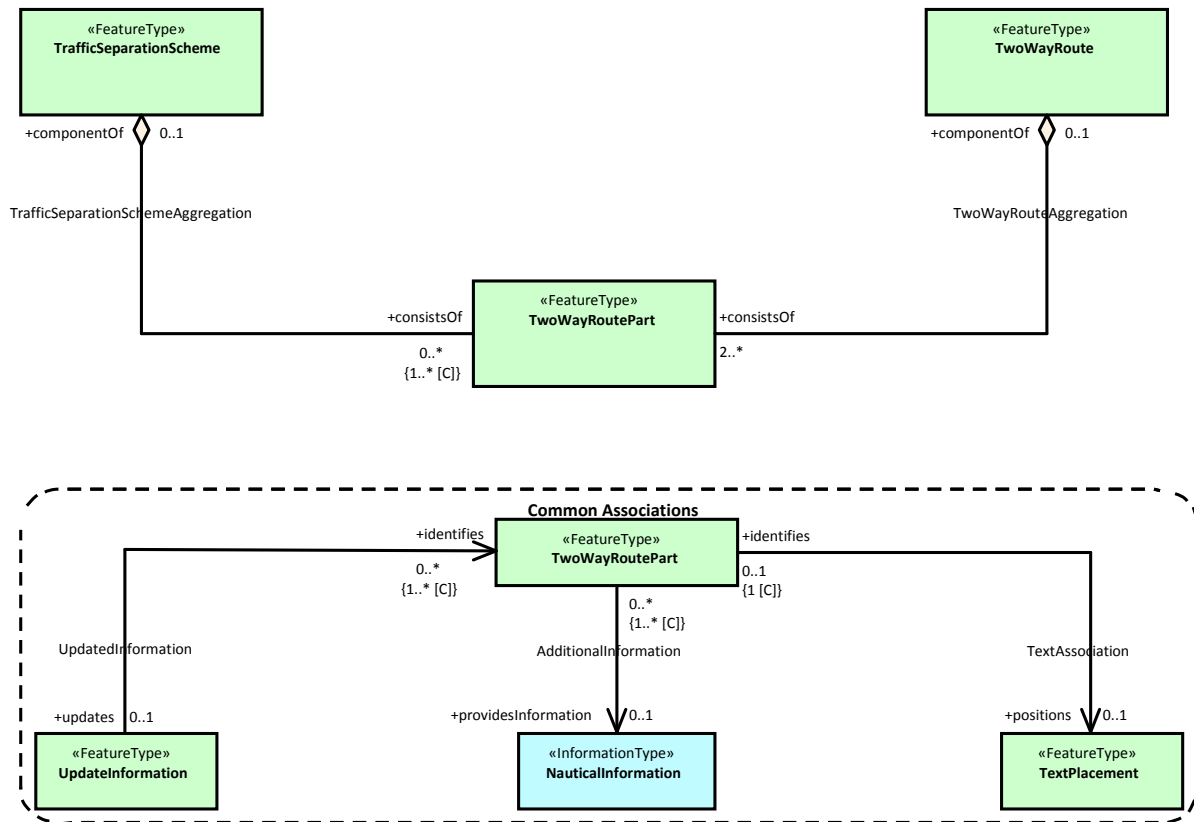 «FeatureType»
TrafficSeparationScheme
«FeatureType»
TwoWayRoute
+componentOf
0..1
+componentOf
0..1
TrafficSeparationSchemeAggregation
TwoWayRouteAggregation
«FeatureType»
TwoWayRoutePart
+consistsOf
0..*
{1..* [C]}
+consistsOf
2..*
Common Associations
«FeatureType»
TwoWayRoutePart
+identifies
0..*
{1..* [C]}
+identifies
0..1
{1 [C]}
0..*
{1..* [C]}
UpdatedInformation
AdditionalInformation
TextAssociation
+updates
0..1
+providesInformation
0..1
+positions
0..1
«FeatureType»
UpdateInformation
«InformationType»
NauticalInformation
«FeatureType»
TextPlacement